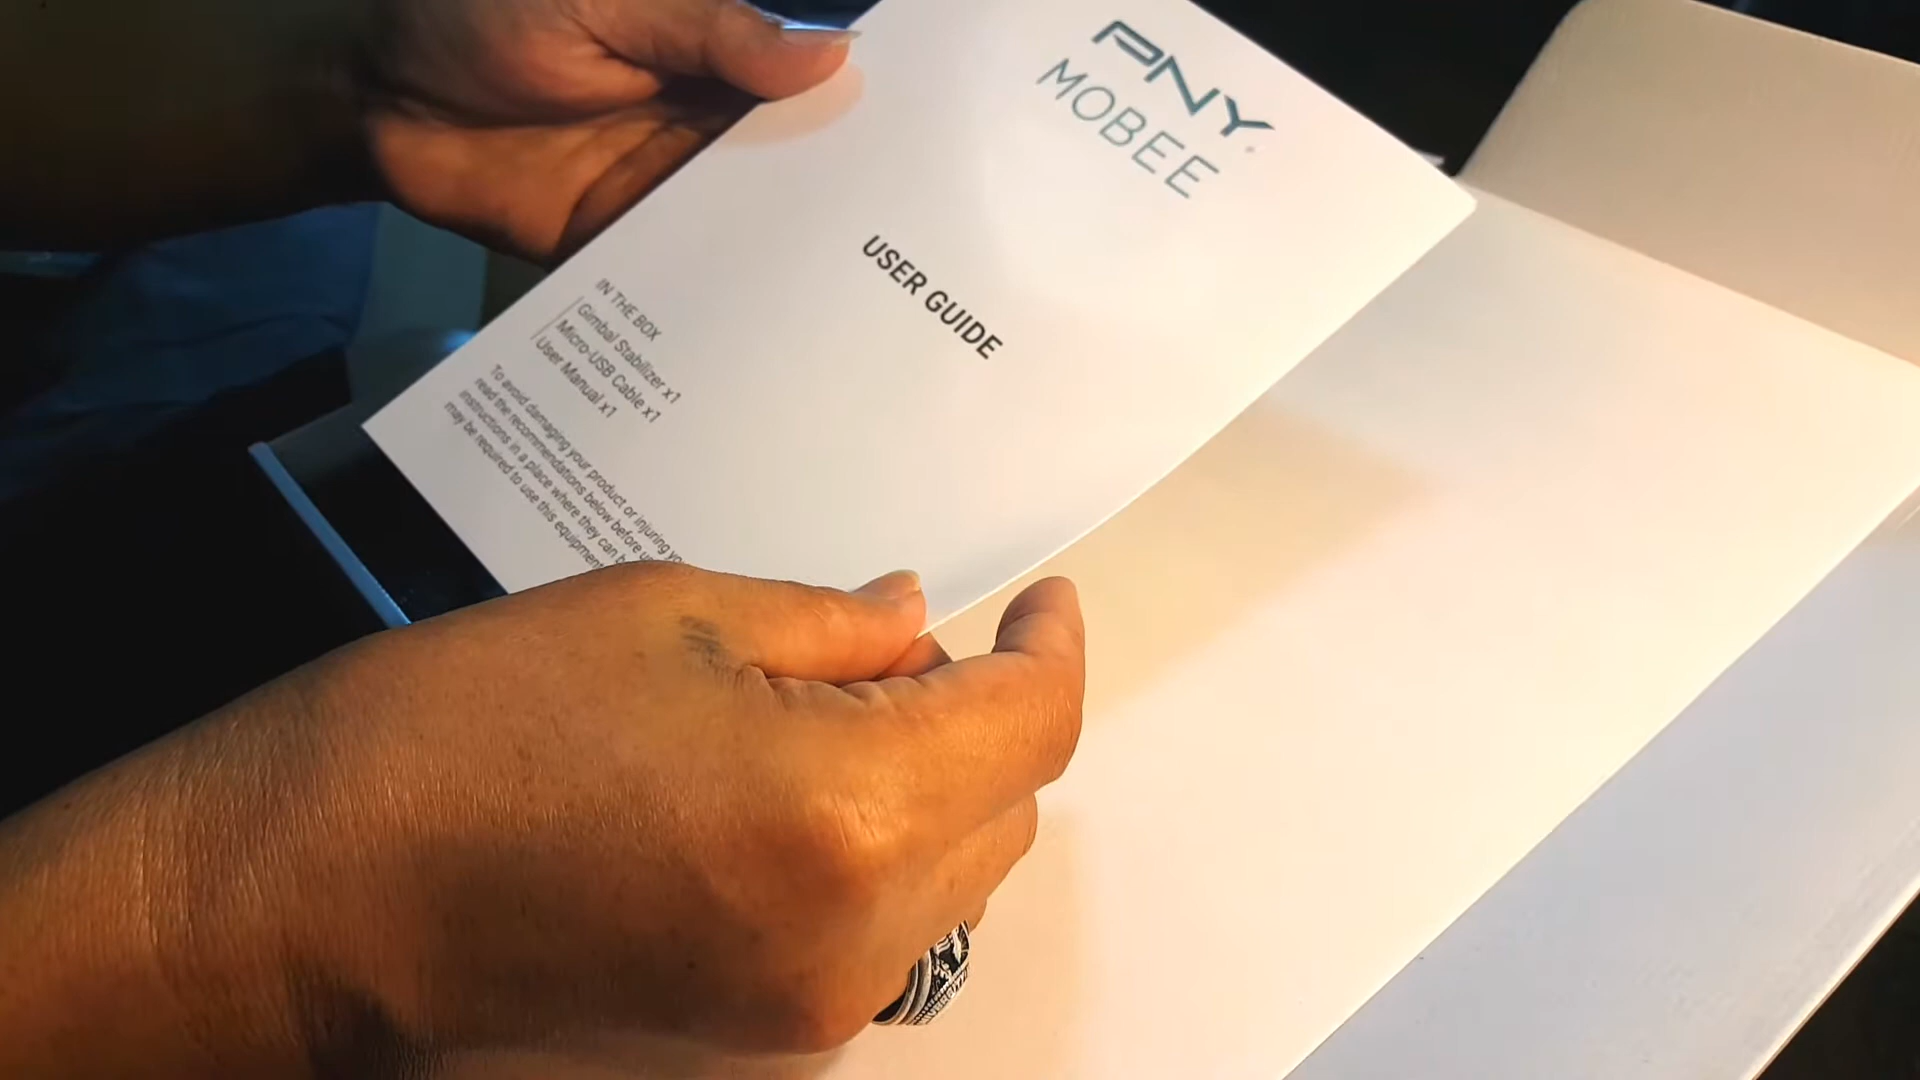 PNY
MOBEE
USER GUIDE
IN THE BOX
Gimbal Stabilizer x1
Micro-USB Cable x1
User Manual x1
To avoid damaging your product or injuring
read the recommendations below before
instructions in a place where they can
may be required to use this equipment